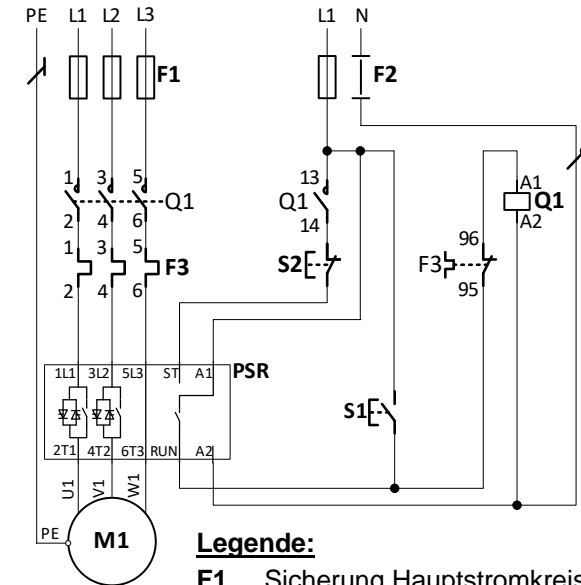 PE L1 L2 L3 L1 N
F1 F2
1 3 5 13 A1
Q1 Q1 Q1
2 4 6 14 A2
1 3 5 96
F3 S2 F3
2 4 6 95
1L1 3L2 5L3 ST A1 PSR
S1
2T1 4T2 6T3 RUN A2
U1 V1 W1
PE M1
Legende:
F1 Sicherung Hauptstromkreis